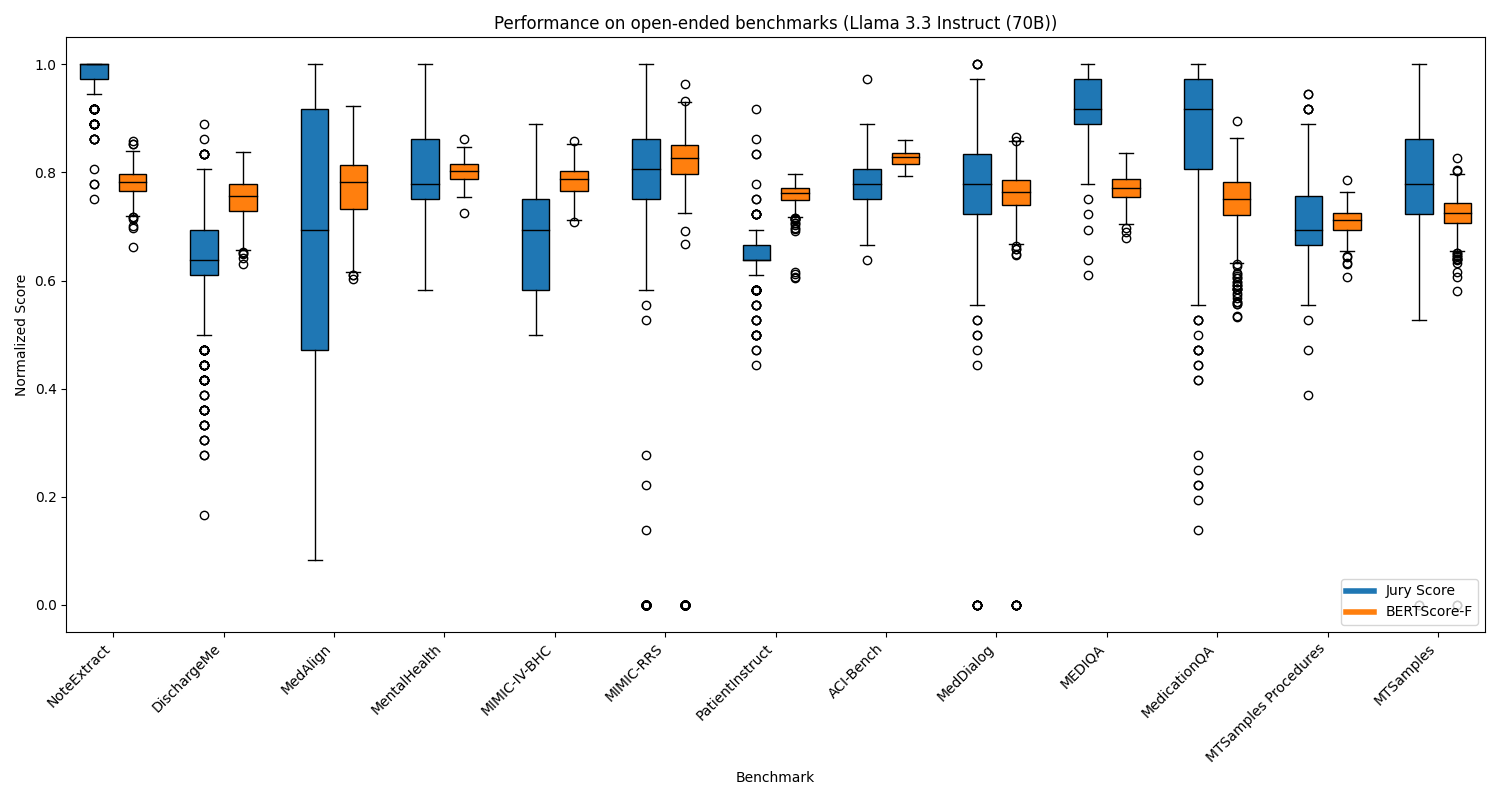 Performance on open-ended benchmarks (Llama 3.3 Instruct (70B))
Normalized Score
1.0
0.8
0.6
0.4
0.2
0.0
Jury Score
BERTScore-F
NoteExtract
DischargeMe
MedAlign
MentalHealth
MIMIC-IV-BHC
MIMIC-RRS
PatientInstruct
ACI-Bench
MedDialog
MEDIQA
MedicationQA
MTSamples Procedures
MTSamples
Benchmark